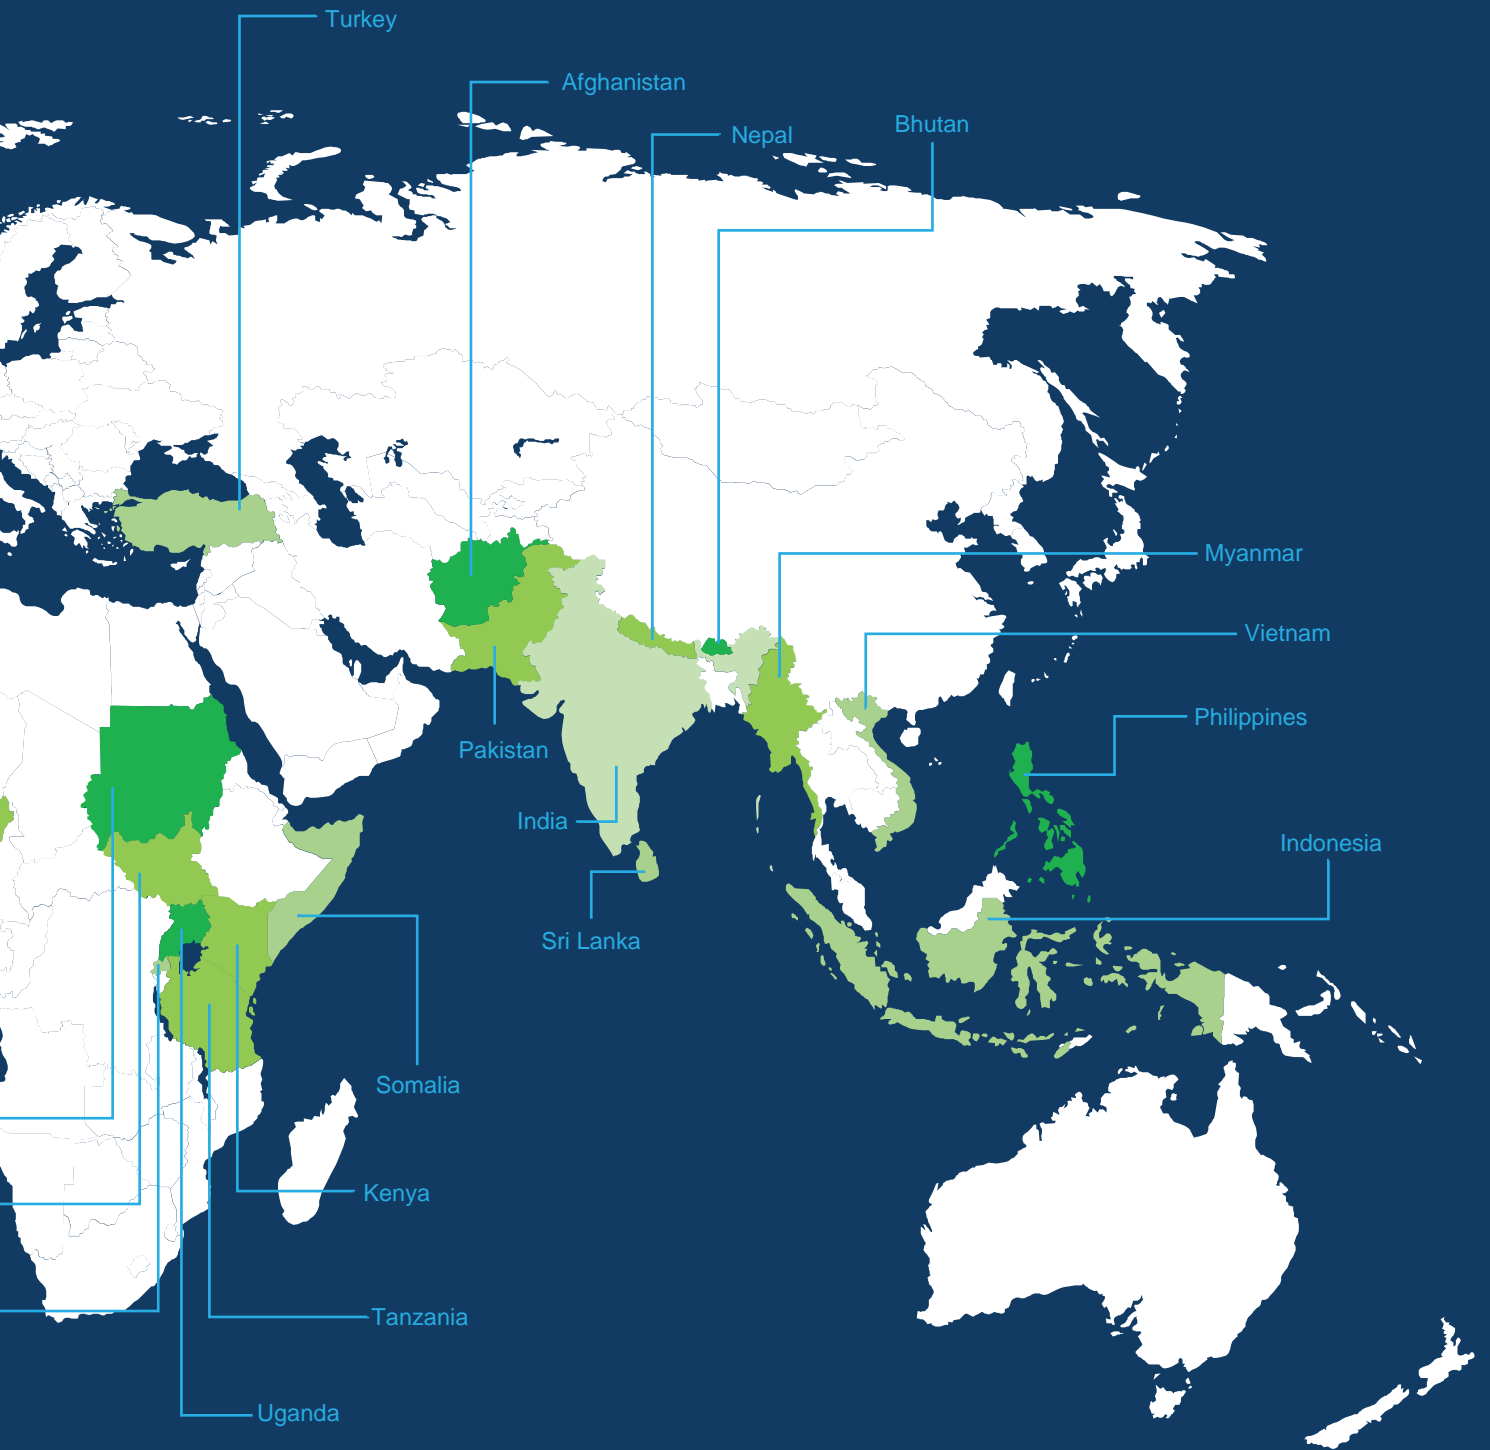 Turkey
Afghanistan
Bhutan
Nepal
Myanmar
Vietnam
Philippines
Pakistan
India
Indonesia
Sri Lanka
Somalia
Kenya
Tanzania
Uganda